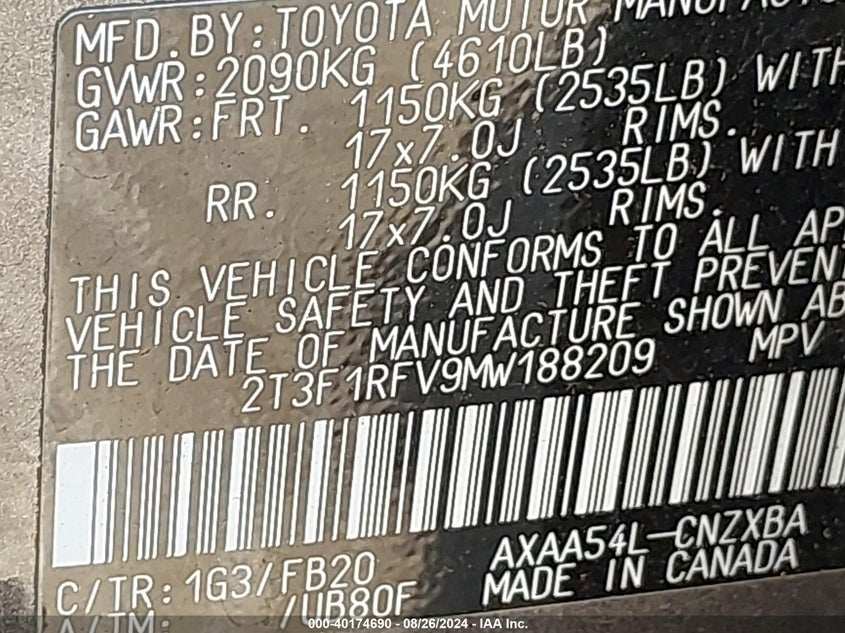 MFD.BY:TOYOTA MOTOR
GVWR:2090KG (4610LB)
GAWR:FRT. 1150KG (2535LB) WITH
17x7.0J RIMS.
RR. 1150KG (2535LB) WITH
17x7.0J RIMS.
THIS VEHICLE CONFORMS TO ALL
VEHICLE SAFETY AND THEFT
THE DATE OF MANUFACTURE SHOWN
2T3F1RFV9MW188209 MPV
AXAA54L-CNZXBA
C/TR:1G3/FB20 MADE IN CANADA
A/TM: /UB80F
000-40174690 - 08/26/2024 - IAA Inc.